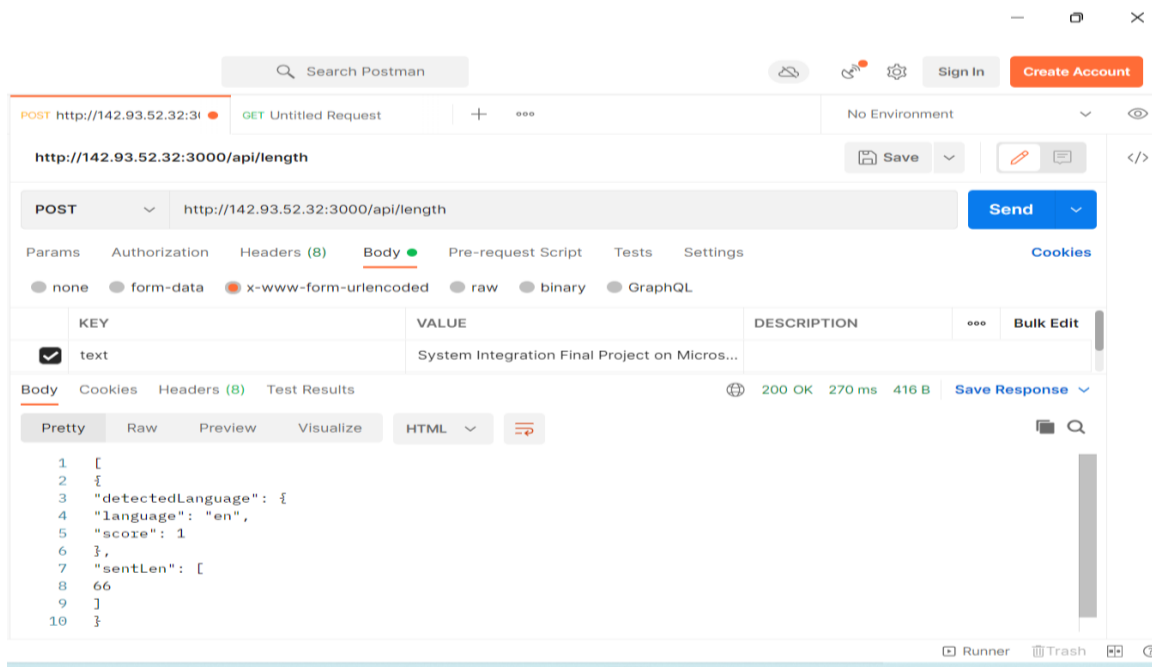 Search Postman
Sign In
Create Account
POST http://142.93.52.32:3(
GET Untitled Request
No Environment
http://142.93.52.32:3000/api/length
Save
</>
POST
http://142.93.52.32:3000/api/length
Send
Params Authorization Headers (8) Body Pre-request Script Tests Settings Cookies
none form-data x-www-form-urlencoded raw binary GraphQL
KEY VALUE DESCRIPTION ooo Bulk Edit
text System Integration Final Project on Micros...
Body Cookies Headers (8) Test Results 200 OK 270 ms 416 B Save Response
Pretty Raw Preview Visualize HTML
1 [
2 {
3 "detectedLanguage": {
4 "language": "en",
5 "score": 1
6 },
7 "sentLen": [
8 66
9 ]
10 }
Runner Trash